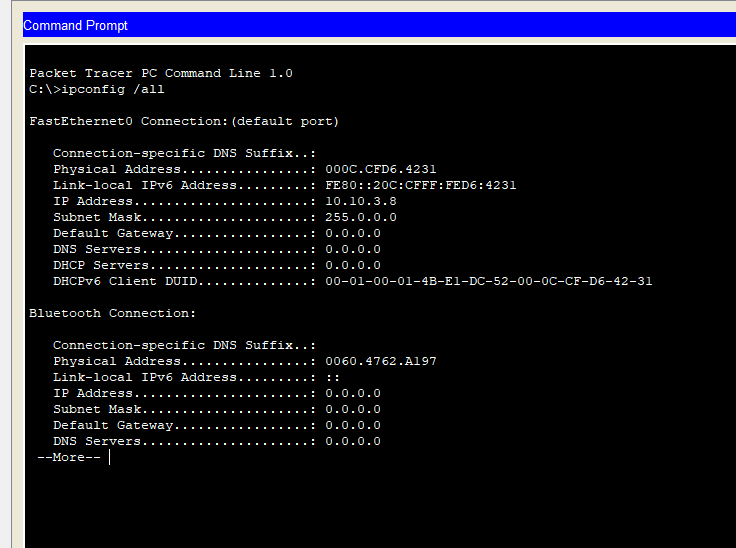 Command Prompt
Packet Tracer PC Command Line 1.0
C:\>ipconfig /all
FastEthernet0 Connection:(default port)
Connection-specific DNS Suffix..:
Physical Address................: 000C.CFD6.4231
Link-local IPv6 Address.........: FE80::20C:CFFF:FED6:4231
IP Address......................: 10.10.3.8
Subnet Mask.....................: 255.0.0.0
Default Gateway.................: 0.0.0.0
DNS Servers.....................: 0.0.0.0
DHCP Servers....................: 0.0.0.0
DHCPv6 Client DUID..............: 00-01-00-01-4B-E1-DC-52-00-0C-CF-D6-42-31
Bluetooth Connection:
Connection-specific DNS Suffix..:
Physical Address................: 0060.4762.A197
Link-local IPv6 Address.........: ::
IP Address......................: 0.0.0.0
Subnet Mask.....................: 0.0.0.0
Default Gateway.................: 0.0.0.0
DNS Servers.....................: 0.0.0.0
--More--